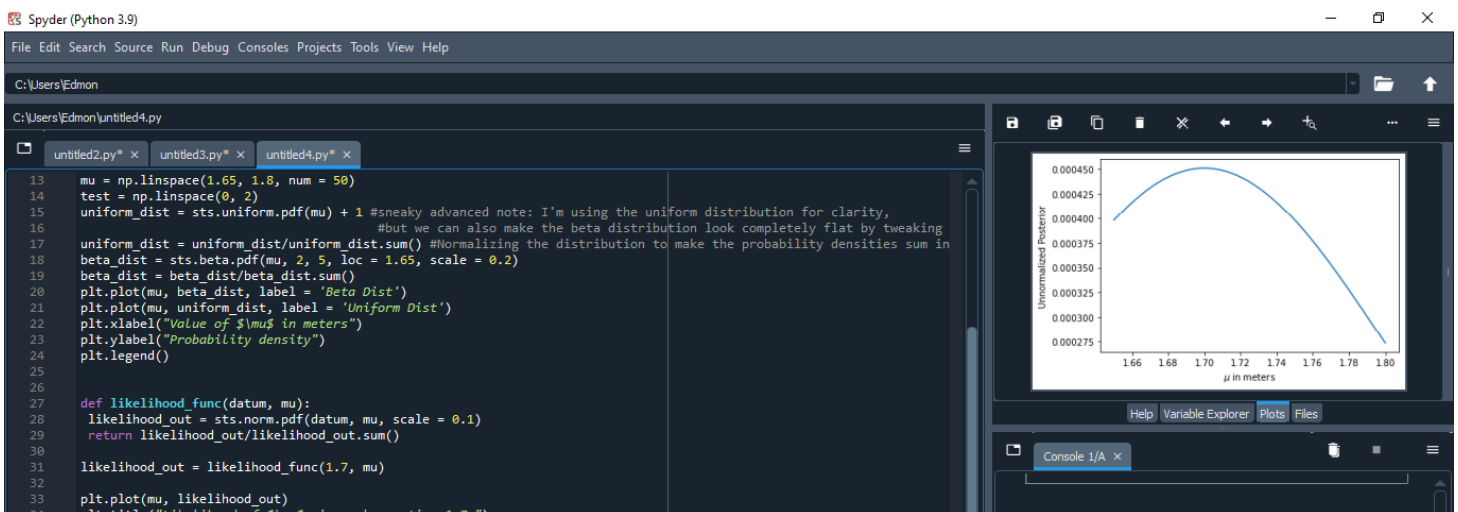 Spyder (Python 3.9)
File Edit Search Source Run Debug Consoles Projects Tools View Help
C:\Users\Edmon
C:\Users\Edmon\untitled4.py
untitled2.py* untitled3.py* untitled4.py*
13 mu = np.linspace(1.65, 1.8, num = 50)
14 test = np.linspace(0, 2)
15 uniform_dist = sts.uniform.pdf(mu) + 1 #sneaky advanced note: I'm using the uniform distribution for clarity,
16 #but we can also make the beta distribution look completely flat by tweaking
17 uniform_dist = uniform_dist/uniform_dist.sum() #Normalizing the distribution to make the probability densities sum in
18 beta_dist = sts.beta.pdf(mu, 2, 5, loc = 1.65, scale = 0.2)
19 beta_dist = beta_dist/beta_dist.sum()
20 plt.plot(mu, beta_dist, label = 'Beta Dist')
21 plt.plot(mu, uniform_dist, label = 'Uniform Dist')
22 plt.xlabel("Value of $\mu$ in meters")
23 plt.ylabel("Probability density")
24 plt.legend()
25
26
27 def likelihood_func(datum, mu):
28 likelihood_out = sts.norm.pdf(datum, mu, scale = 0.1)
29 return likelihood_out/likelihood_out.sum()
30
31 likelihood_out = likelihood_func(1.7, mu)
32
33 plt.plot(mu, likelihood_out)
0.000450
0.000425
0.000400
0.000375
0.000350
0.000325
0.000300
0.000275
Unnormalized Posterior
1.66 1.68 1.70 1.72 1.74 1.76 1.78 1.80
μ in meters
Help Variable Explorer Plots Files
Console 1/A